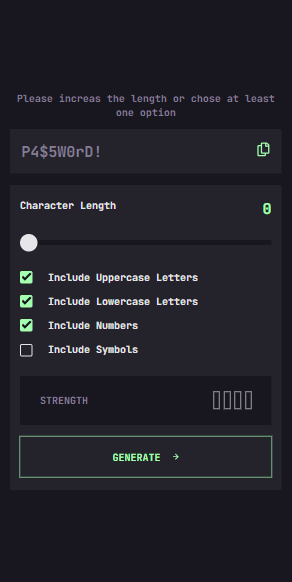 Please increas the length or chose at least
one option
P4$5W0rD!
Character Length
0
Include Uppercase Letters
Include Lowercase Letters
Include Numbers
Include Symbols
STRENGTH
GENERATE →